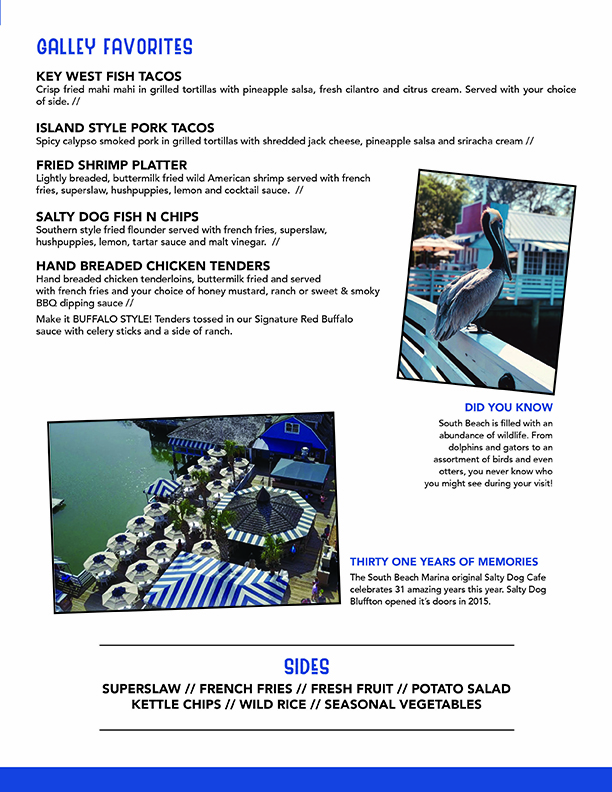 GALLEY FAVORITES
KEY WEST FISH TACOS
Crisp fried mahi mahi in grilled tortillas with pineapple salsa, fresh cilantro and citrus cream. Served with your choice
of side. //
ISLAND STYLE PORK TACOS
Spicy calypso smoked pork in grilled tortillas with shredded jack cheese, pineapple salsa and sriracha cream //
FRIED SHRIMP PLATTER
Lightly breaded, buttermilk fried wild American shrimp served with french
fries, superslaw, hushpuppies, lemon and cocktail sauce. //
SALTY DOG FISH N CHIPS
Southern style fried flounder served with french fries, superslaw,
hushpuppies, lemon, tartar sauce and malt vinegar. //
HAND BREADED CHICKEN TENDERS
Hand breaded chicken tenderloins, buttermilk fried and served
with french fries and your choice of honey mustard, ranch or sweet & smoky
BBQ dipping sauce //
Make it BUFFALO STYLE! Tenders tossed in our Signature Red Buffalo
sauce with celery sticks and a side of ranch.
DID YOU KNOW
South Beach is filled with an
abundance of wildlife. From
dolphins and gators to an
assortment of birds and even
otters, you never know who
you might see during your visit!
THIRTY ONE YEARS OF MEMORIES
The South Beach Marina original Salty Dog Cafe
celebrates 31 amazing years this year. Salty Dog
Bluffton opened it's doors in 2015.
SIDES
SUPERSLAW // FRENCH FRIES // FRESH FRUIT // POTATO SALAD
KETTLE CHIPS // WILD RICE // SEASONAL VEGETABLES